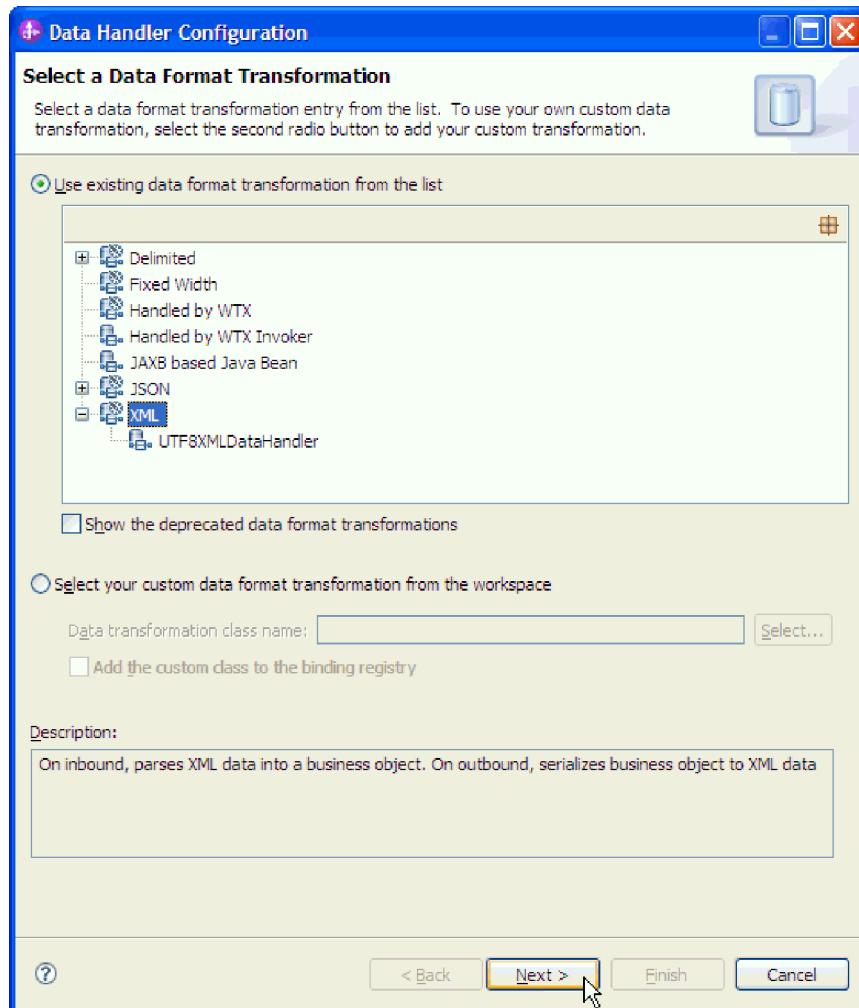 Data Handler Configuration
Select a Data Format Transformation
Select a data format transformation entry from the list. To use your own custom data
transformation, select the second radio button to add your custom transformation.
Use existing data format transformation from the list
Delimited
Fixed Width
Handled by WTX
Handled by WTX Invoker
JAXB based Java Bean
JSON
XML
UTF8XMLDataHandler
Show the deprecated data format transformations
Select your custom data format transformation from the workspace
Data transformation class name:
Select...
Add the custom class to the binding registry
Description:
On inbound, parses XML data into a business object. On outbound, serializes business object to XML data
?
< Back
Next >
Finish
Cancel